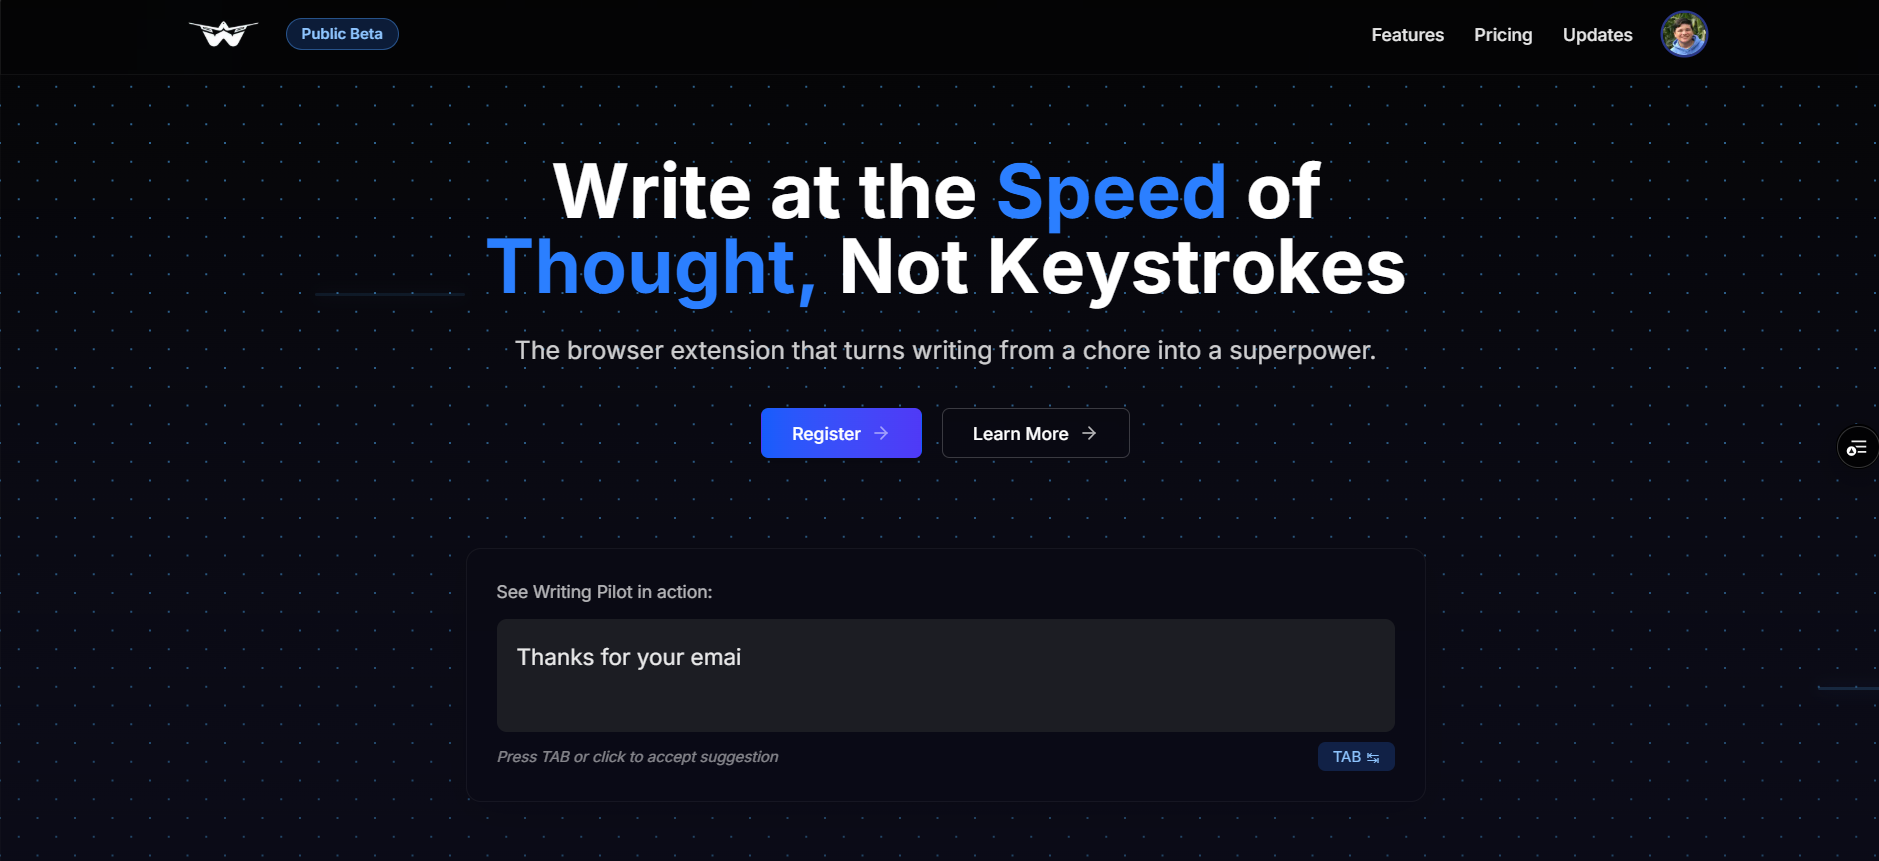 Public Beta
Features
Pricing
Updates
Write at the Speed of
Thought, Not Keystrokes
The browser extension that turns writing from a chore into a superpower.
Register
Learn More
See Writing Pilot in action:
Thanks for your emai
Press TAB or click to accept suggestion
TAB